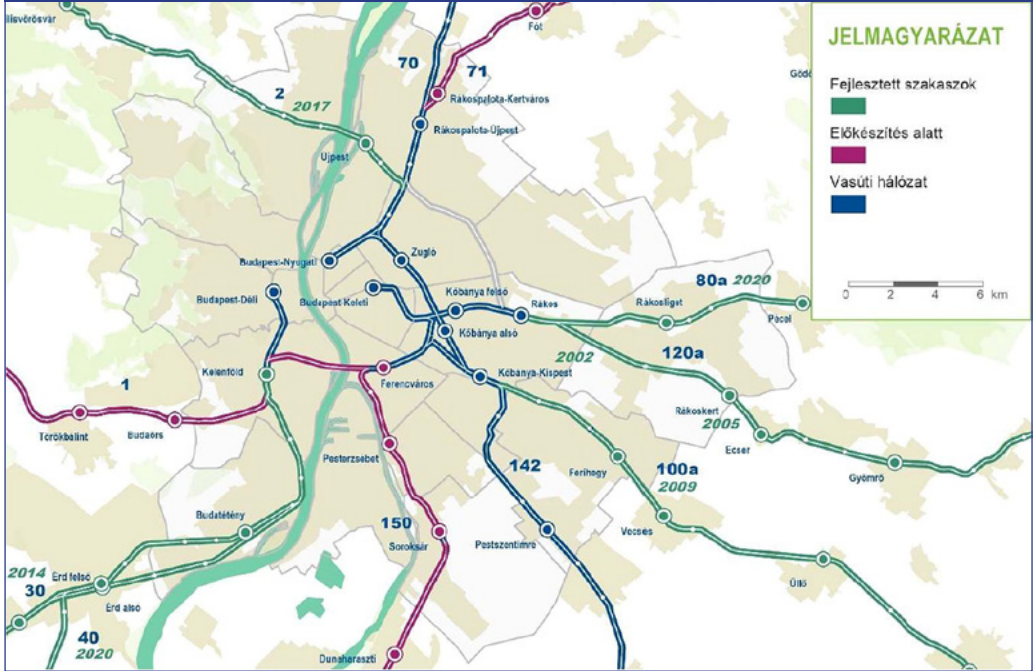 ilisvörösvár
Fót
70
71
JELMAGYARÁZAT
Fejlesztett szakaszok
Előkészítés alatt
Vasúti hálózat
0 2 4 6 km
2
2017
Rákospalota-Kertváros
Rákospalota-Újpest
Újpest
Budapest-Nyugati
Zugló
Budapest-Déli
Budapest-Keleti
Kőbánya felső
Rákos
80a 2020
Rákosliget
Pécel
Kőbánya alsó
2002
120a
Kelenföld
Ferencváros
Kőbánya-Kispest
1
Törökbálint
Budaörs
Rákoskert
2005
Ecser
Pesterzsébet
142
Ferihegy
100a
2009
Gyömrő
Budatétény
150
Soroksár
Pestszentimre
Vecsés
2014
Érd felső
30
Érd alsó
Üllő
40
2020
Dunaharaszti